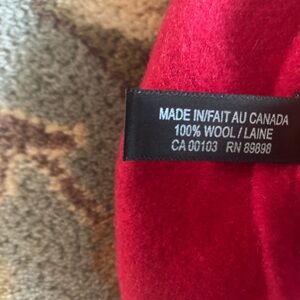 MADE IN/FAIT AU CANADA
100% WOOL / LAINE
CA 00103 RN 89898